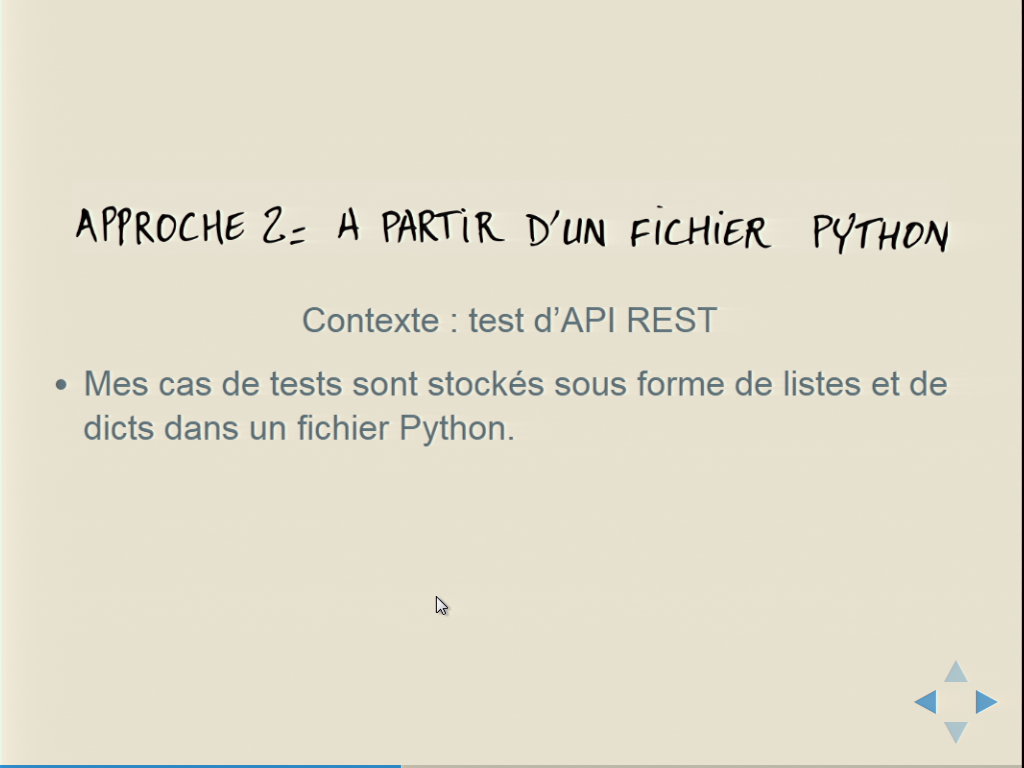 APPROCHE 2= A PARTIR D'UN FICHIER PYTHON
Contexte : test d’API REST
• Mes cas de tests sont stockés sous forme de listes et de
dicts dans un fichier Python.